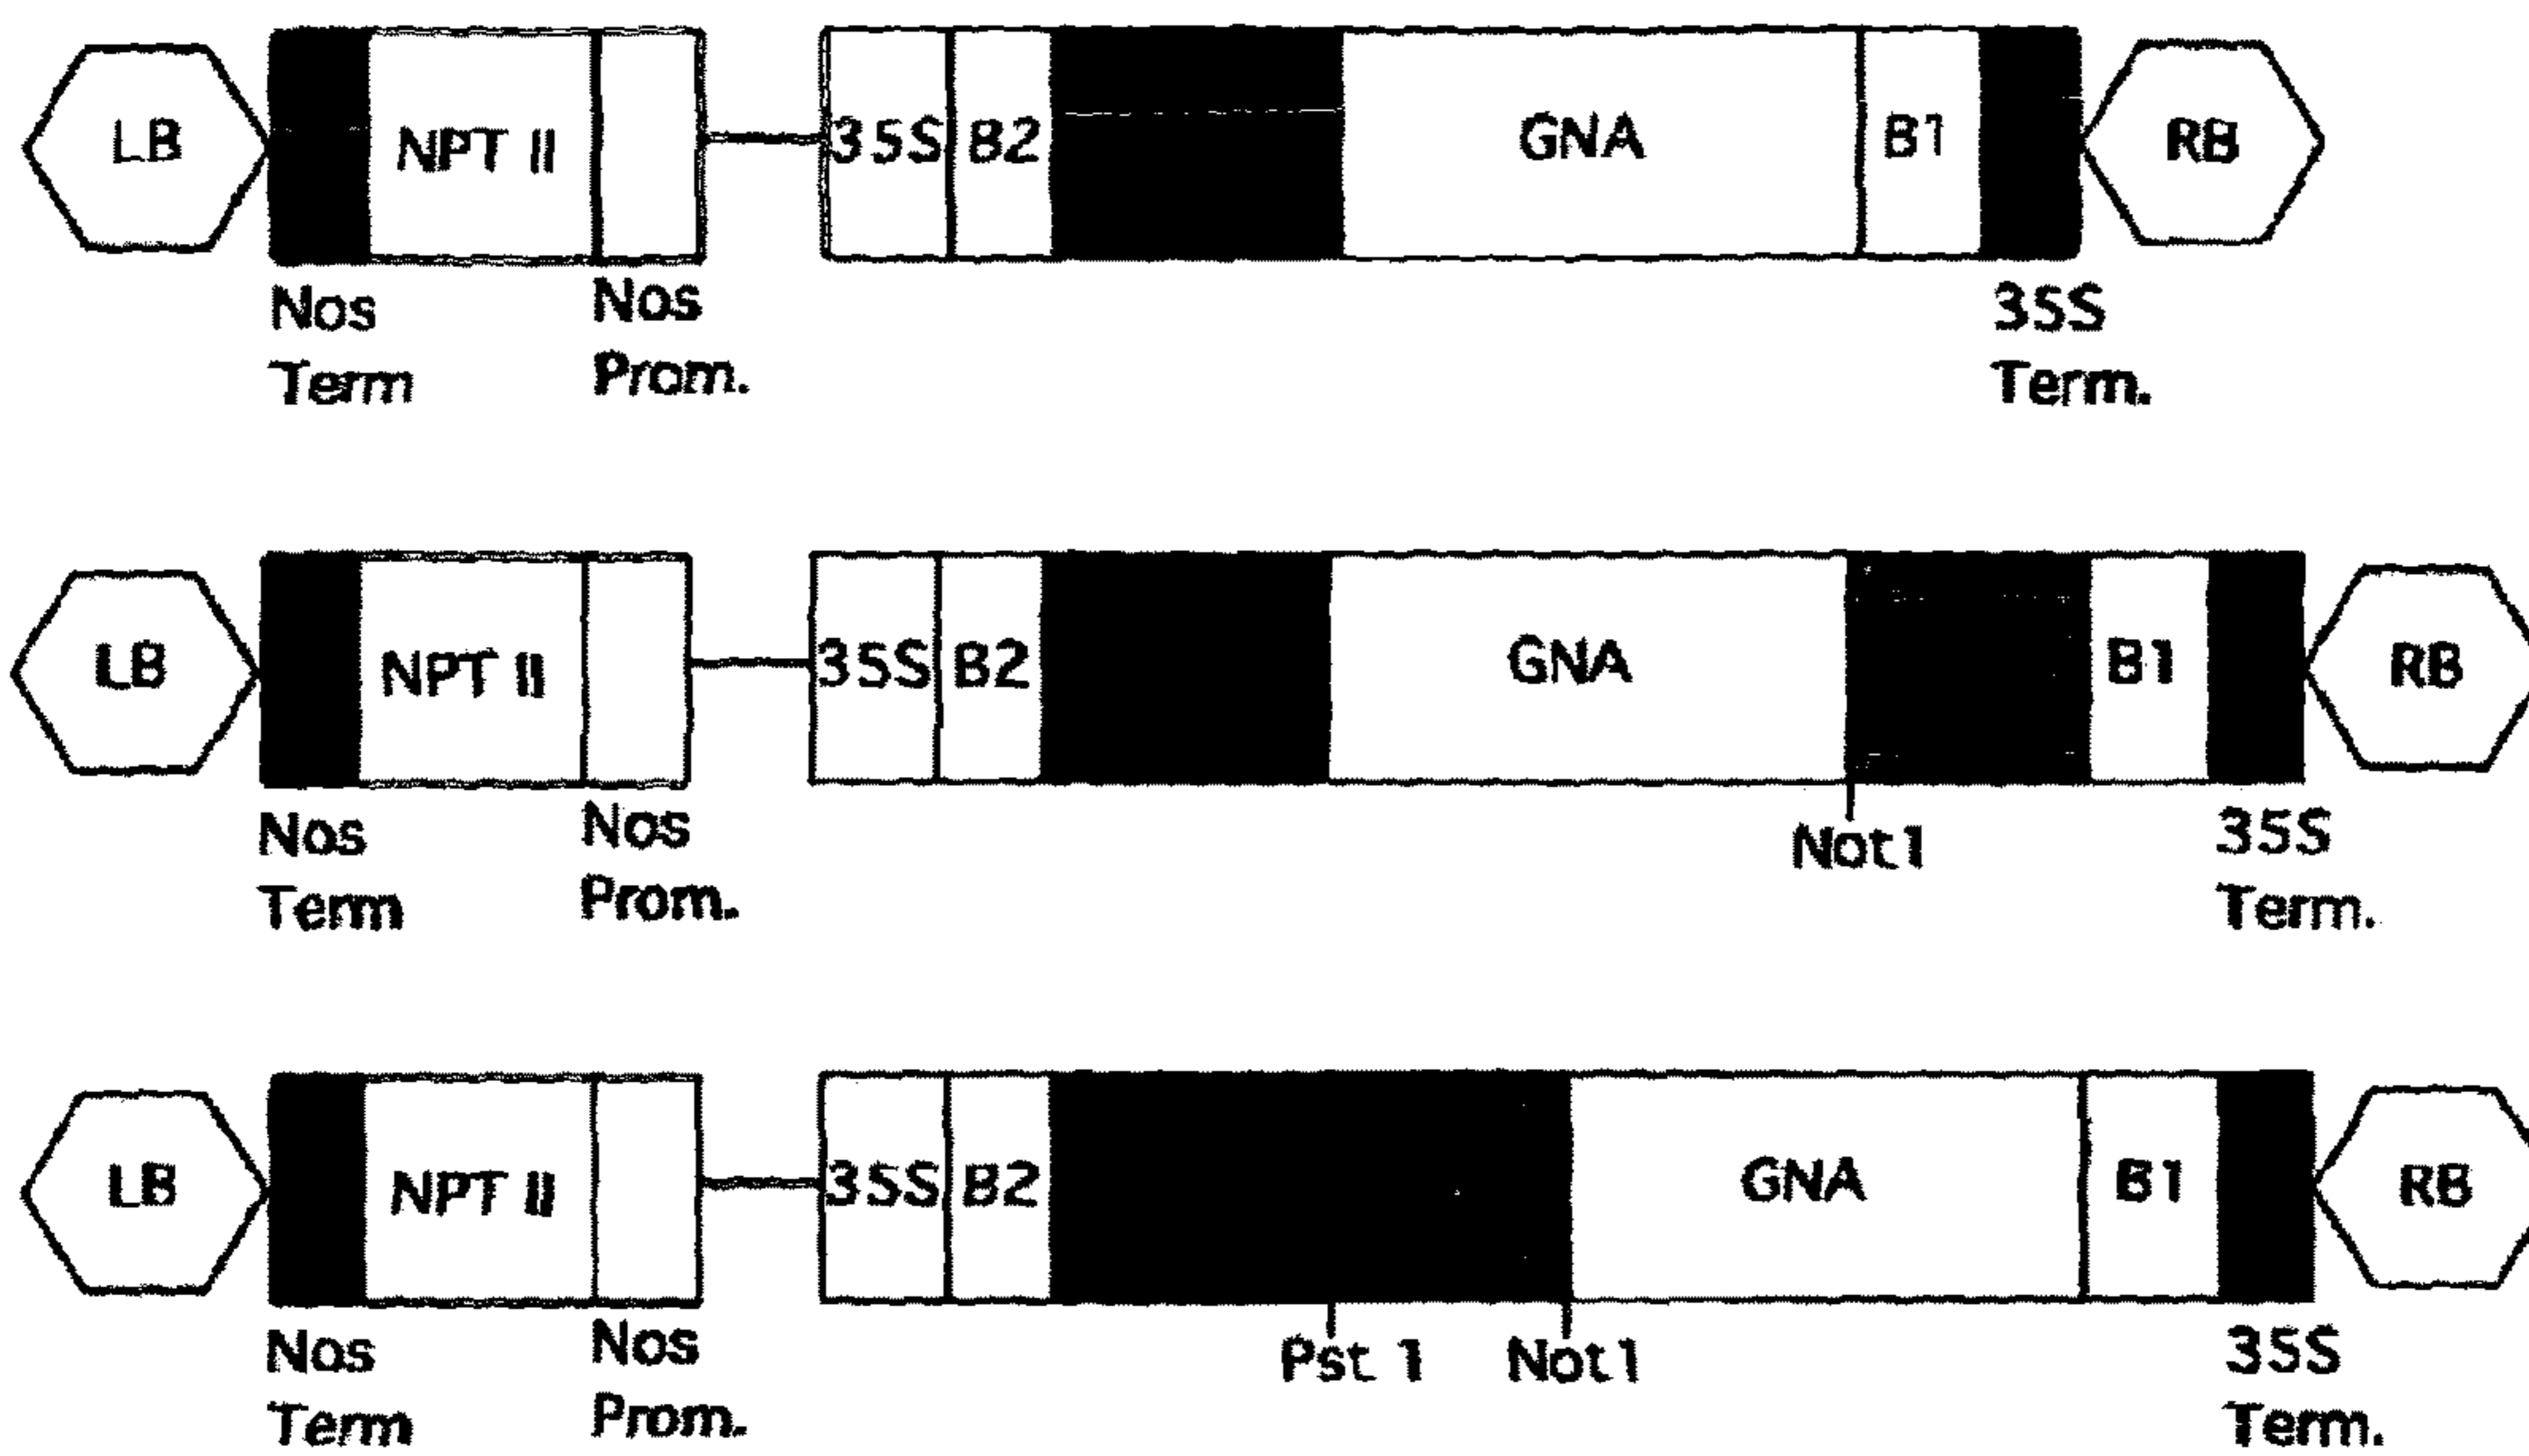 LB NPT II 35S B2 GNA B1 RB
Nos Nos 35S
Term Prom. Term.
LB NPT II 35S B2 GNA B1 RB
Nos Nos Not1 35S
Term Prom. Term.
LB NPT II 35S B2 GNA B1 RB
Nos Nos Pst 1 Not1 35S
Term Prom. Term.